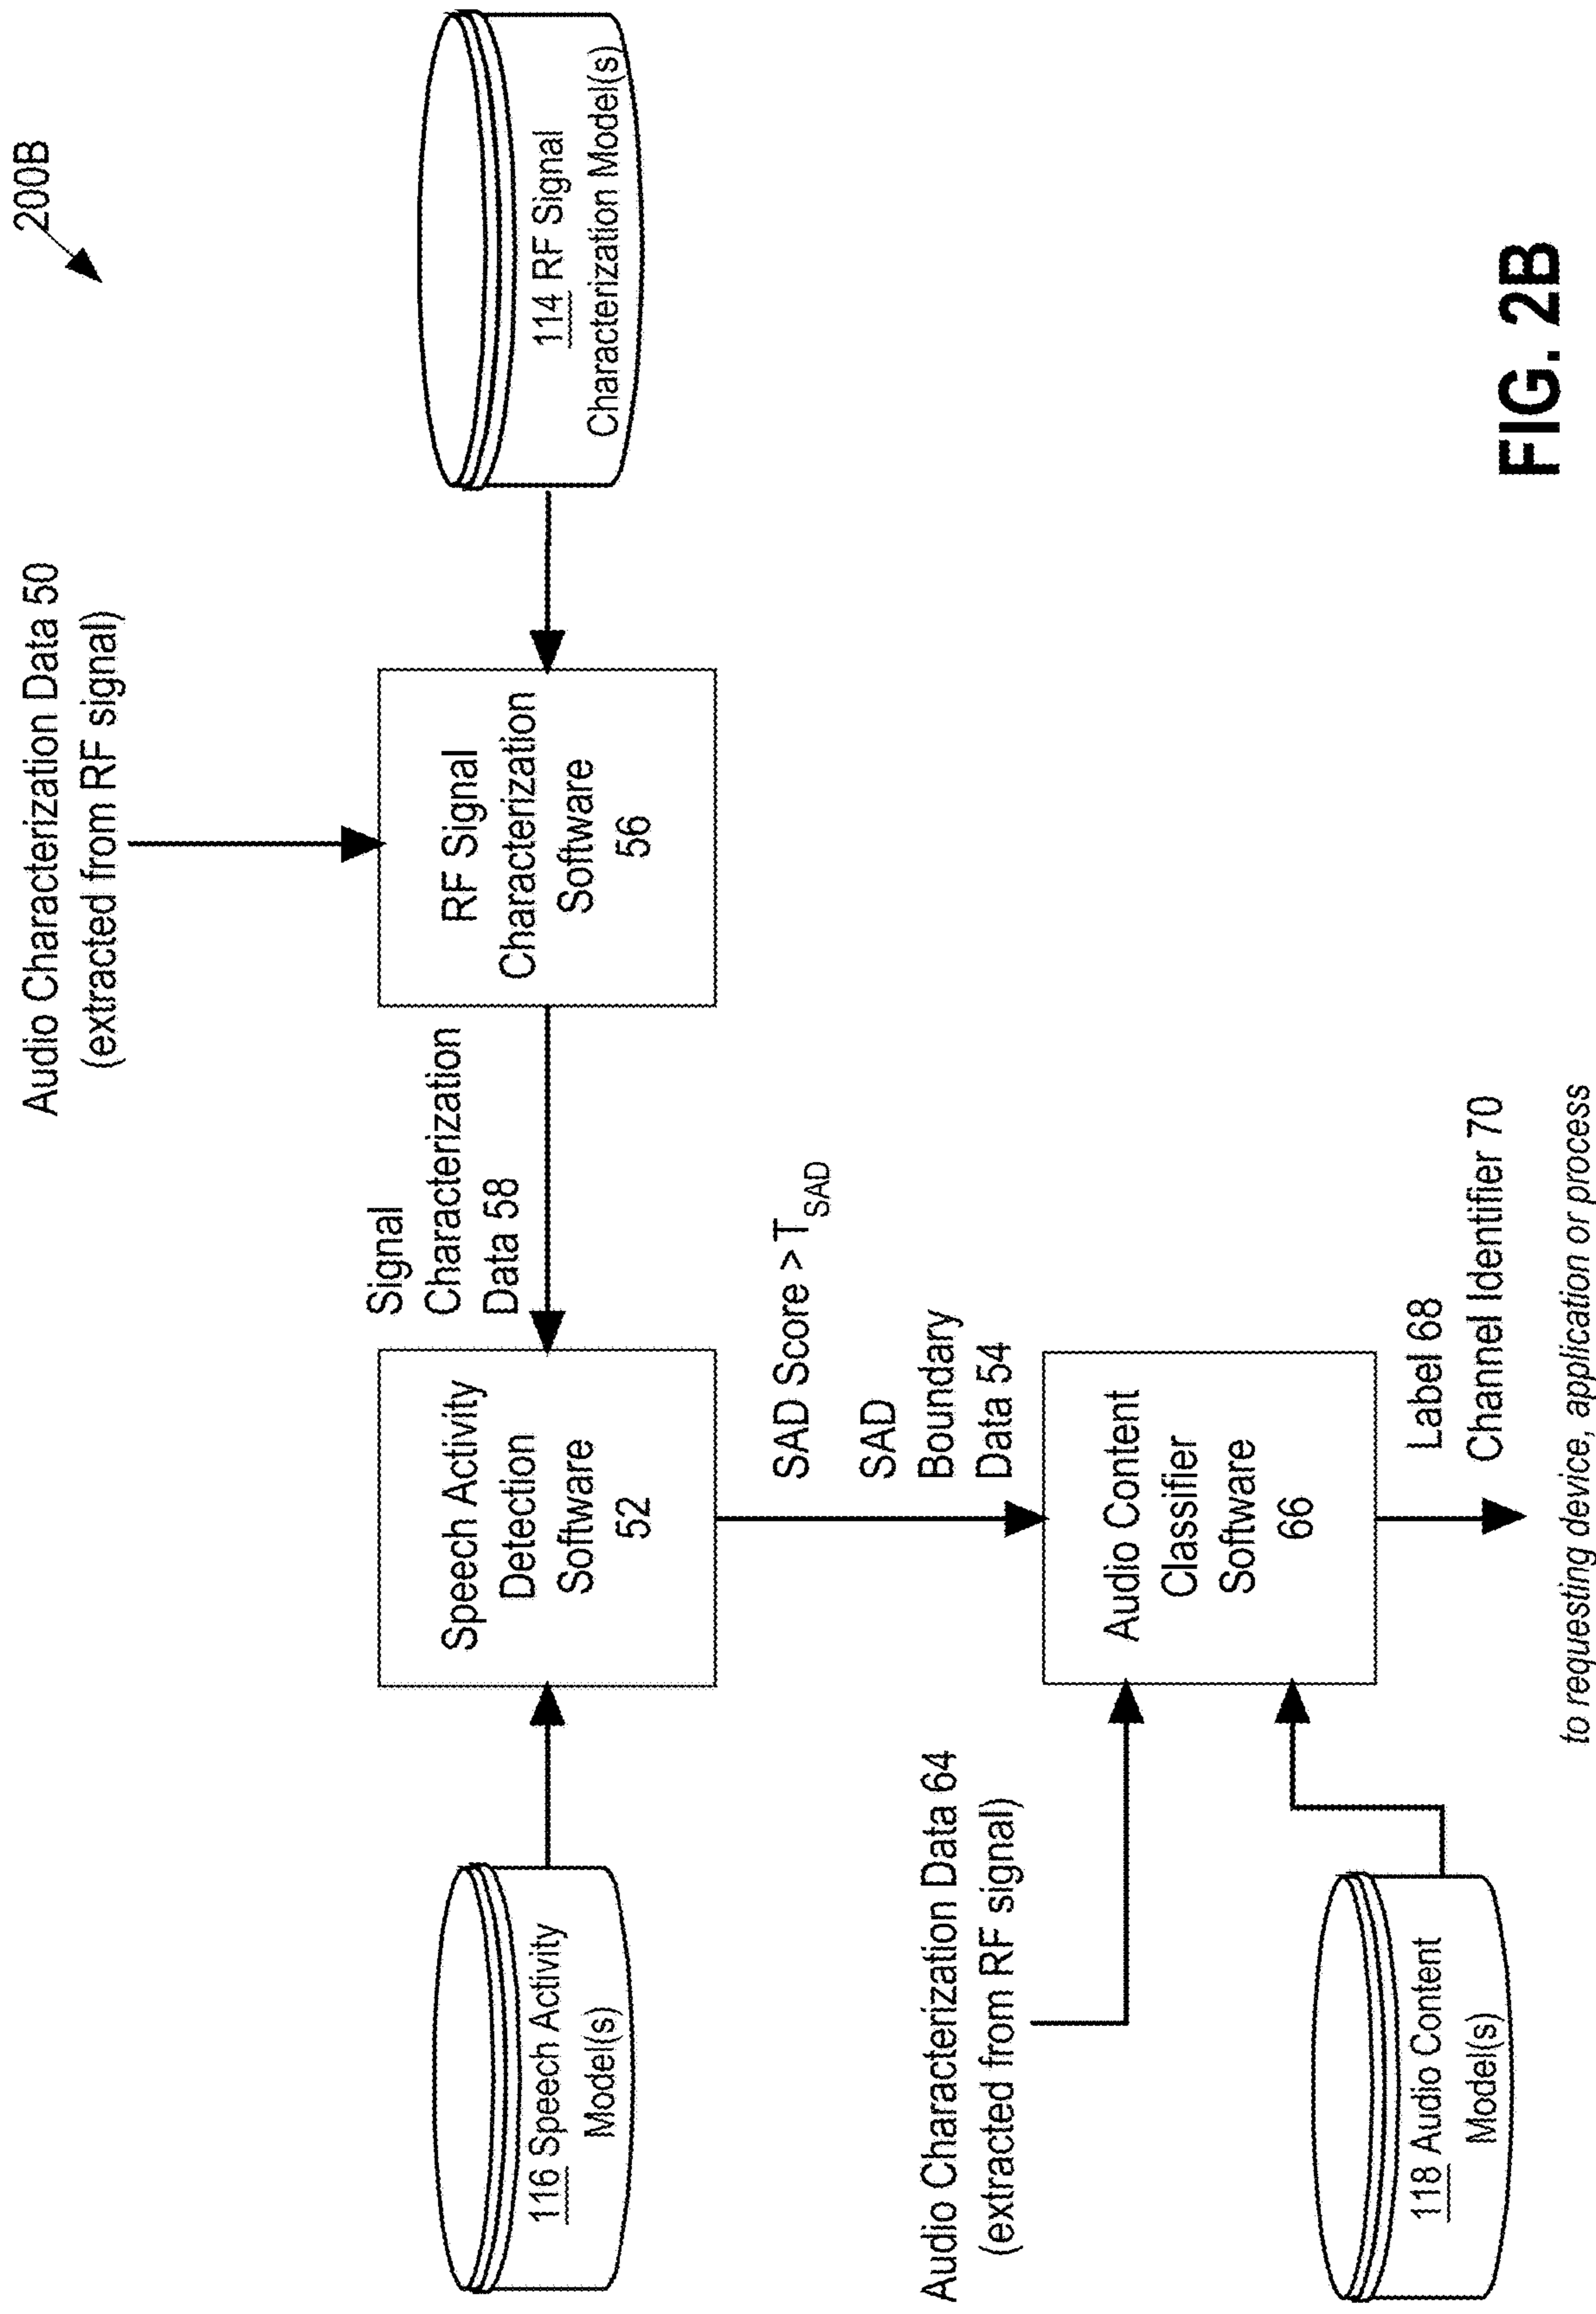 200B
Audio Characterization Data 50
(extracted from RF signal)
116 Speech Activity
Model(s)
Speech Activity
Detection
Software
52
Signal
Characterization
Data 58
RF Signal
Characterization
Software
56
114 RF Signal
Characterization Model(s)
SAD Score > TSAD
SAD
Boundary
Data 54
Audio Characterization Data 64
(extracted from RF signal)
Audio Content
Classifier
Software
66
118 Audio Content
Model(s)
Label 68
Channel Identifier 70
to requesting device, application or process
FIG. 2B